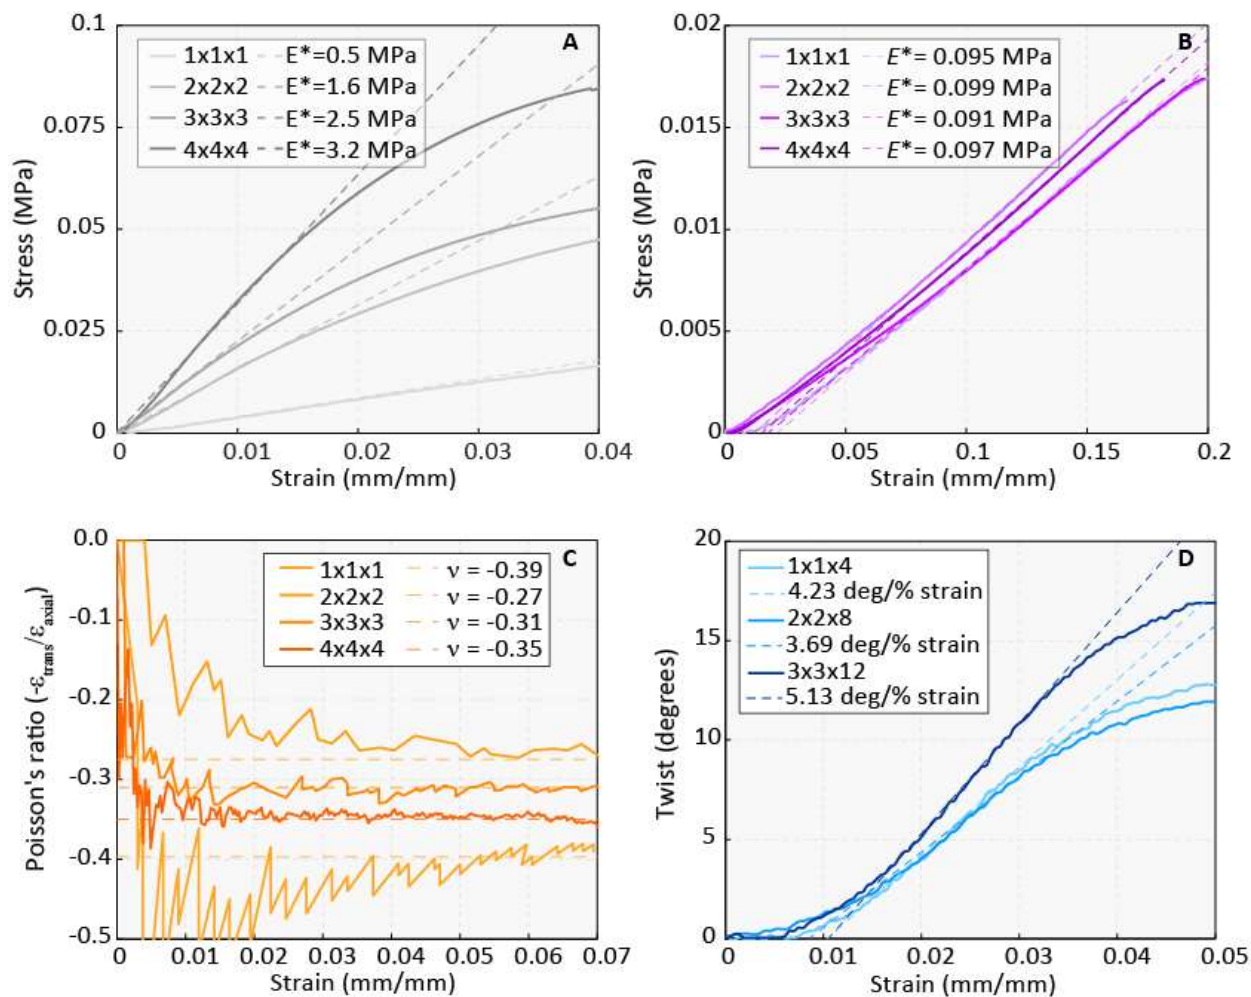 A
0.1
0.075
0.05
0.025
0
Stress (MPa)
1x1x1 E*=0.5 MPa
2x2x2 E*=1.6 MPa
3x3x3 E*=2.5 MPa
4x4x4 E*=3.2 MPa
0 0.01 0.02 0.03 0.04
Strain (mm/mm)
B
0.02
0.015
0.01
0.005
0
Stress (MPa)
1x1x1 E*= 0.095 MPa
2x2x2 E*= 0.099 MPa
3x3x3 E*= 0.091 MPa
4x4x4 E*= 0.097 MPa
0 0.05 0.1 0.15 0.2
Strain (mm/mm)
C
0.0
-0.1
-0.2
-0.3
-0.4
-0.5
Poisson's ratio (-ε_trans/ε_axial)
1x1x1 ν = -0.39
2x2x2 ν = -0.27
3x3x3 ν = -0.31
4x4x4 ν = -0.35
0 0.01 0.02 0.03 0.04 0.05 0.06 0.07
Strain (mm/mm)
D
20
15
10
5
0
Twist (degrees)
1x1x4
4.23 deg/% strain
2x2x8
3.69 deg/% strain
3x3x12
5.13 deg/% strain
0 0.01 0.02 0.03 0.04 0.05
Strain (mm/mm)